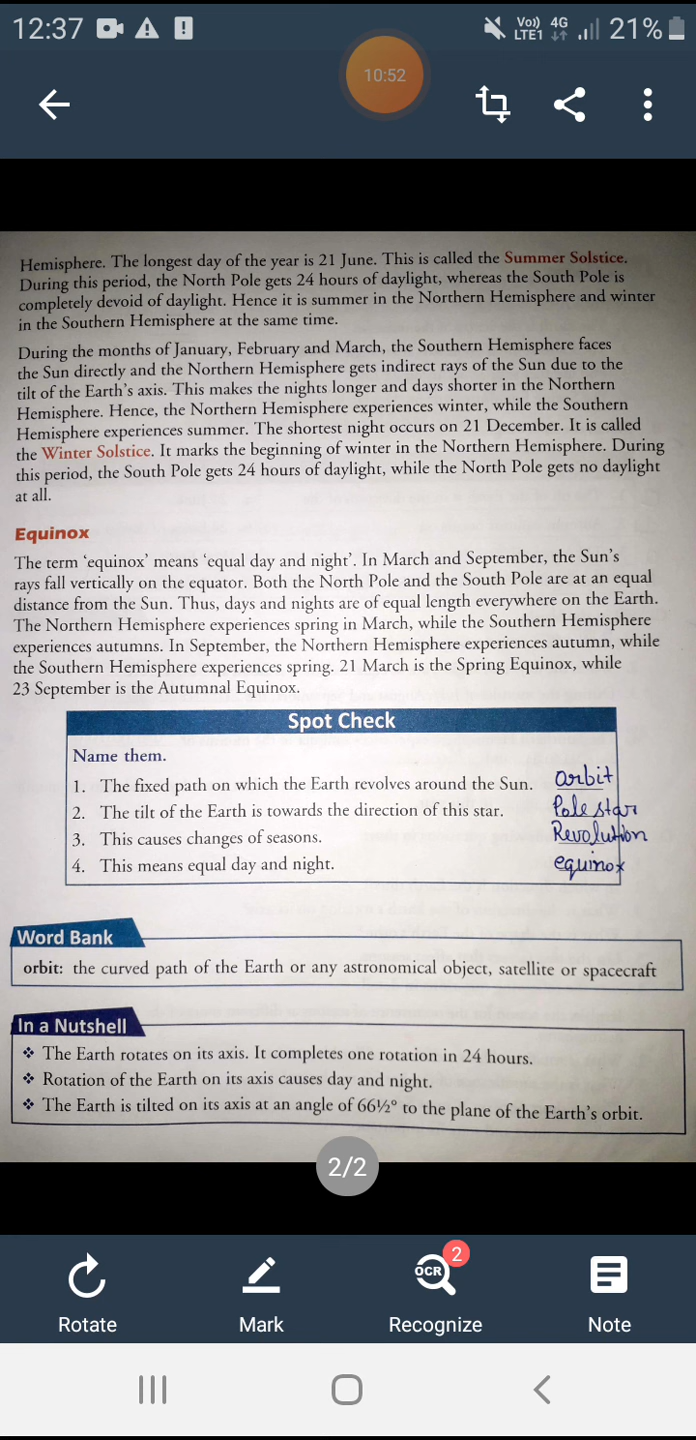 12:37
Vo)) 4G
LTE1
21%
10:52
Hemisphere. The longest day of the year is 21 June. This is called the Summer Solstice.
During this period, the North Pole gets 24 hours of daylight, whereas the South Pole is
completely devoid of daylight. Hence it is summer in the Northern Hemisphere and winter
in the Southern Hemisphere at the same time.
During the months of January, February and March, the Southern Hemisphere faces
the Sun directly and the Northern Hemisphere gets indirect rays of the Sun due to the
tilt of the Earth's axis. This makes the nights longer and days shorter in the Northern
Hemisphere. Hence, the Northern Hemisphere experiences winter, while the Southern
Hemisphere experiences summer. The shortest night occurs on 21 December. It is called
the Winter Solstice. It marks the beginning of winter in the Northern Hemisphere. During
this period, the South Pole gets 24 hours of daylight, while the North Pole gets no daylight
at all.
Equinox
The term 'equinox' means 'equal day and night'. In March and September, the Sun's
rays fall vertically on the equator. Both the North Pole and the South Pole are at an equal
distance from the Sun. Thus, days and nights are of equal length everywhere on the Earth.
The Northern Hemisphere experiences spring in March, while the Southern Hemisphere
experiences autumns. In September, the Northern Hemisphere experiences autumn, while
the Southern Hemisphere experiences spring. 21 March is the Spring Equinox, while
23 September is the Autumnal Equinox.
Spot Check
Name them.
1. The fixed path on which the Earth revolves around the Sun. orbit
2. The tilt of the Earth is towards the direction of this star. Pole star
3. This causes changes of seasons. Revolution
4. This means equal day and night. equinox
Word Bank
orbit: the curved path of the Earth or any astronomical object, satellite or spacecraft
In a Nutshell
❖ The Earth rotates on its axis. It completes one rotation in 24 hours.
❖ Rotation of the Earth on its axis causes day and night.
❖ The Earth is tilted on its axis at an angle of 66½° to the plane of the Earth's orbit.
2/2
OCR 2
Rotate Mark Recognize Note